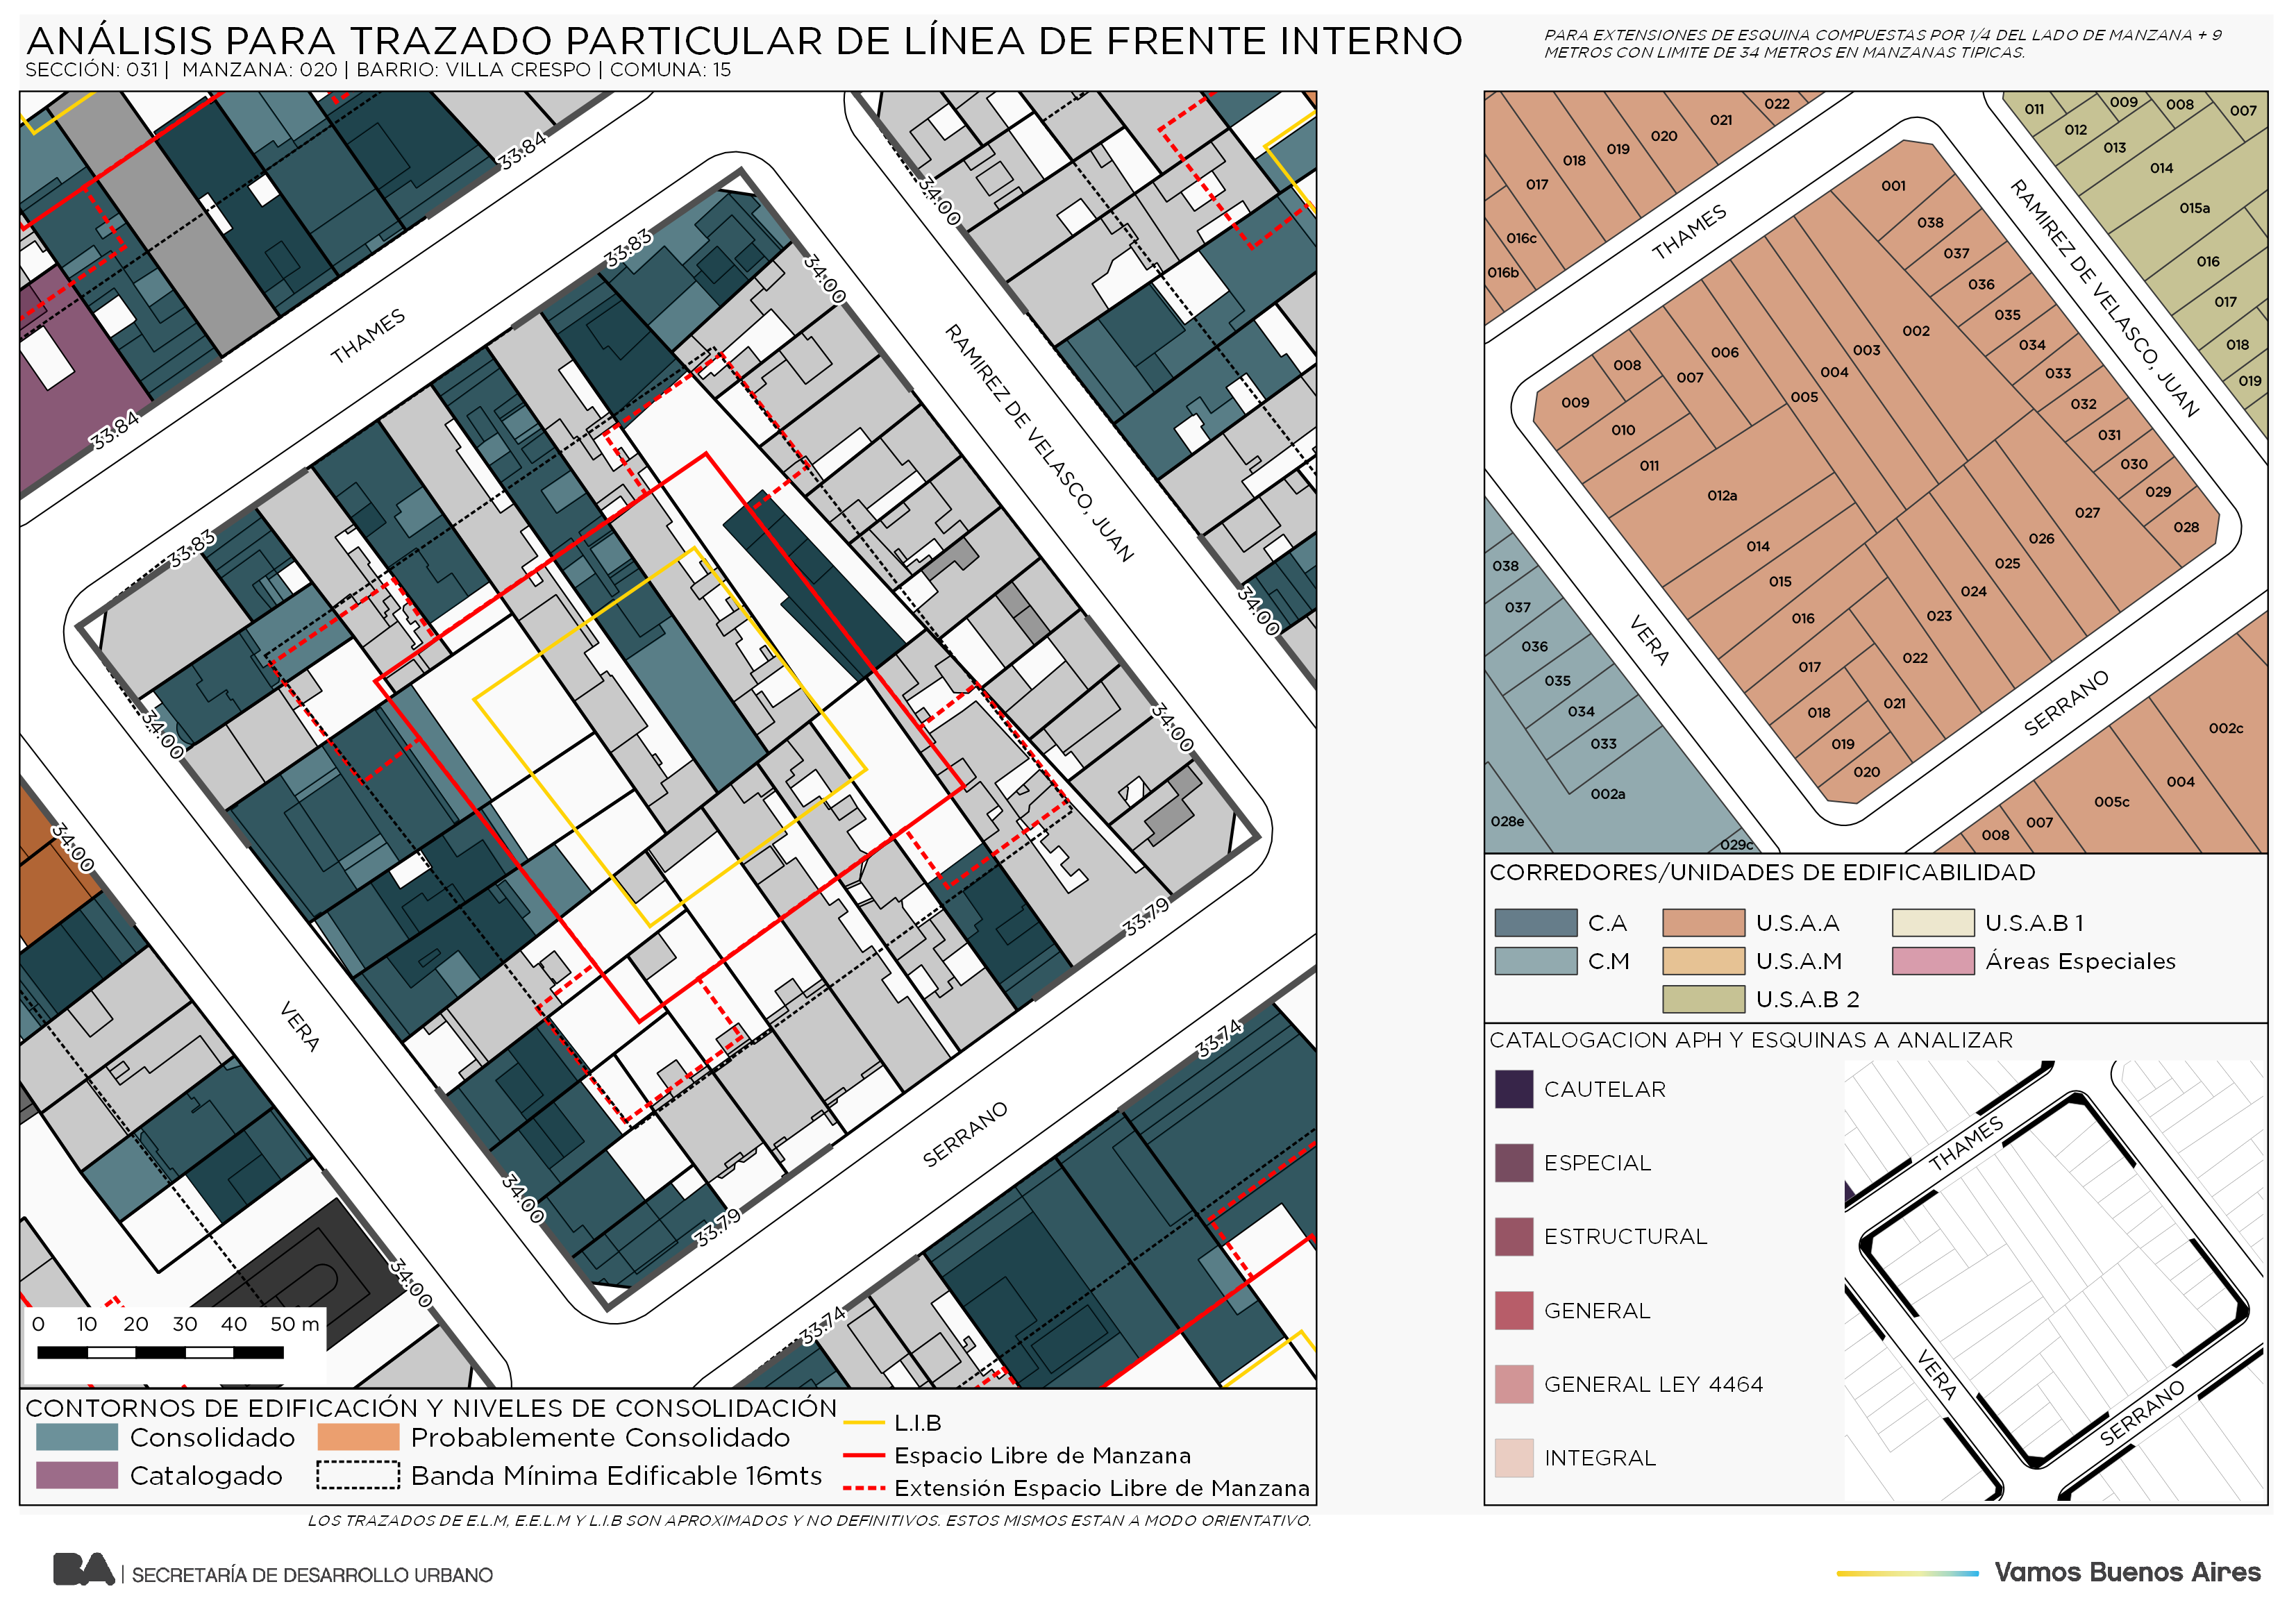 ANÁLISIS PARA TRAZADO PARTICULAR DE LÍNEA DE FRENTE INTERNO
SECCIÓN: 031 | MANZANA: 020 | BARRIO: VILLA CRESPO | COMUNA: 15
PARA EXTENSIONES DE ESQUINA COMPUESTAS POR 1/4 DEL LADO DE MANZANA + 9
METROS CON LIMITE DE 34 METROS EN MANZANAS TIPICAS.
33.84
34.00
33.83
34.00
THAMES
RAMIREZ DE VELASCO, JUAN
33.84
33.83
34.00
34.00
34.00
34.00
33.79
VERA
33.74
SERRANO
34.00
33.79
34.00
33.74
0 10 20 30 40 50 m
CONTORNOS DE EDIFICACIÓN Y NIVELES DE CONSOLIDACIÓN
Consolidado
Probablemente Consolidado
Catalogado
Banda Mínima Edificable 16mts
L.I.B
Espacio Libre de Manzana
Extensión Espacio Libre de Manzana
LOS TRAZADOS DE E.L.M, E.E.L.M Y L.I.B SON APROXIMADOS Y NO DEFINITIVOS. ESTOS MISMOS ESTAN A MODO ORIENTATIVO.
022
021
020
019
018
017
016c
016b
011
009
008
007
012
013
014
015a
016
017
018
019
THAMES
RAMIREZ DE VELASCO, JUAN
001
038
037
036
035
034
033
032
031
030
029
028
002
003
004
005
006
007
008
009
010
011
012a
014
015
016
017
018
019
020
021
022
023
024
025
026
027
VERA
SERRANO
038
037
036
035
034
033
002a
028e
029c
002c
004
005c
007
008
CORREDORES/UNIDADES DE EDIFICABILIDAD
C.A
U.S.A.A
U.S.A.B 1
C.M
U.S.A.M
Áreas Especiales
U.S.A.B 2
CATALOGACION APH Y ESQUINAS A ANALIZAR
CAUTELAR
ESPECIAL
ESTRUCTURAL
GENERAL
GENERAL LEY 4464
INTEGRAL
THAMES
VERA
SERRANO
BA | SECRETARÍA DE DESARROLLO URBANO
Vamos Buenos Aires